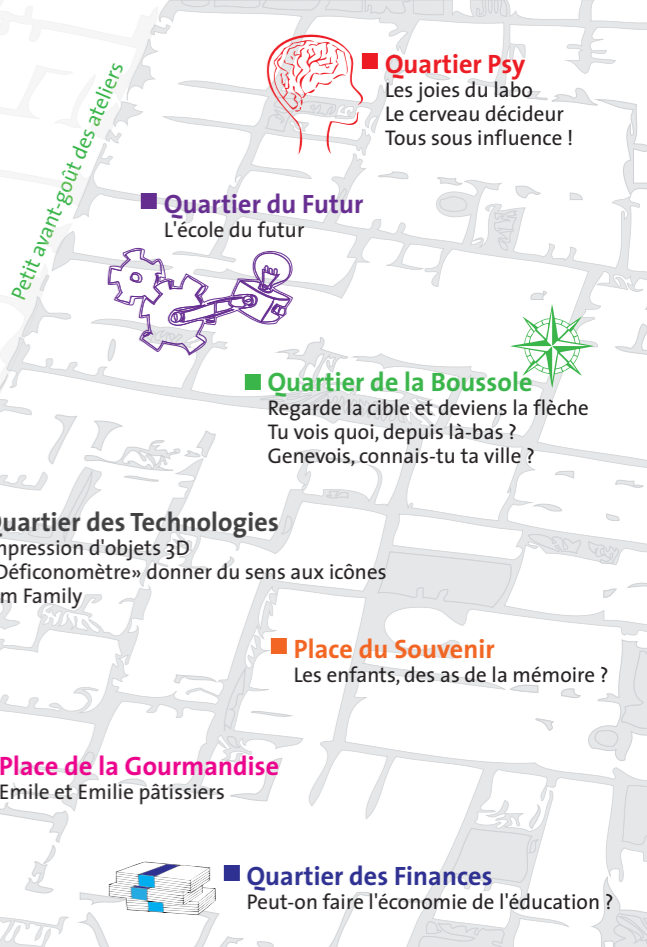 Petit avant-goût des ateliers
Quartier Psy
Les joies du labo
Le cerveau décideur
Tous sous influence !
Quartier du Futur
L'école du futur
Quartier de la Boussole
Regarde la cible et deviens la flèche
Tu vois quoi, depuis là-bas ?
Genevois, connais-tu ta ville ?
Quartier des Technologies
mpression d'objets 3D
Déficonomètre» donner du sens aux icônes
m Family
Place du Souvenir
Les enfants, des as de la mémoire ?
Place de la Gourmandise
Emile et Emilie pâtissiers
Quartier des Finances
Peut-on faire l'économie de l'éducation ?